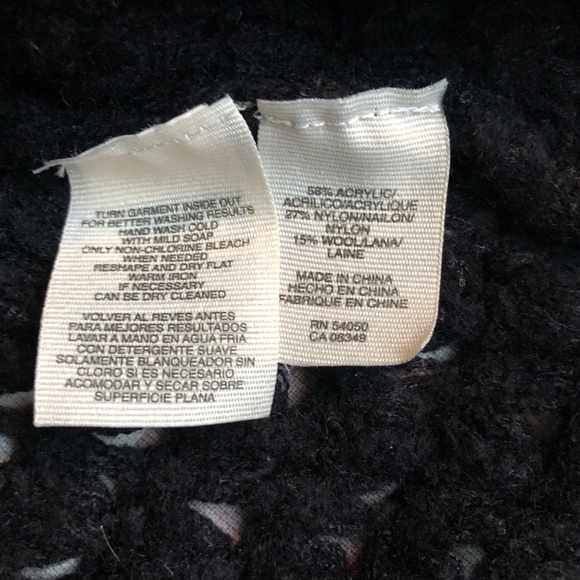 TURN GARMENT INSIDE OUT
FOR BETTER WASHING RESULTS
HAND WASH COLD
WITH MILD SOAP
ONLY NON-CHLORINE BLEACH
WHEN NEEDED
RESHAPE AND DRY FLAT
WARM IRON
IF NECESSARY
CAN BE DRY CLEANED
VOLVER AL REVES ANTES
PARA MEJORES RESULTADOS
LAVAR A MANO EN AGUA FRIA
CON DETERGENTE SUAVE
SOLAMENTE BLANQUEADOR SIN
CLORO SI ES NECESARIO
ACOMODAR Y SECAR SOBRE
SUPERFICIE PLANA
58% ACRYLIC/
ACRILICO/ACRYLIQUE
27% NYLON/NAILON/
NYLON
15% WOOL/LANA/
LAINE
MADE IN CHINA
HECHO EN CHINA
FABRIQUE EN CHINE
RN 54050
CA 08349